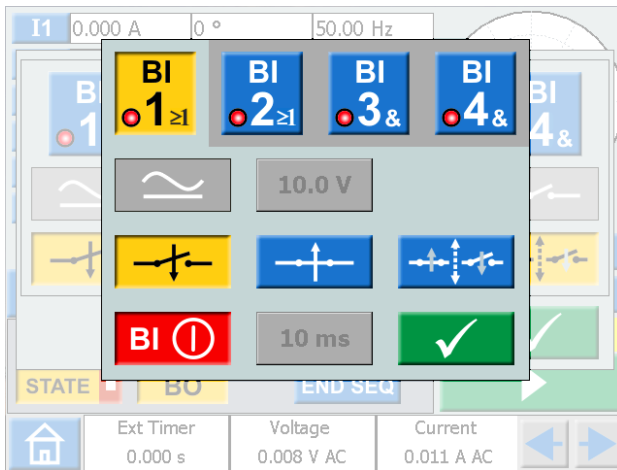 I1 0.000 A 0 ° 50.00 Hz
BI BI BI BI
1≥1 2≥1 3& 4&
BI
1
BI
4&
10.0 V
BI 10 ms
STATE BO END SEQ
Ext Timer Voltage Current
0.000 s 0.008 V AC 0.011 A AC